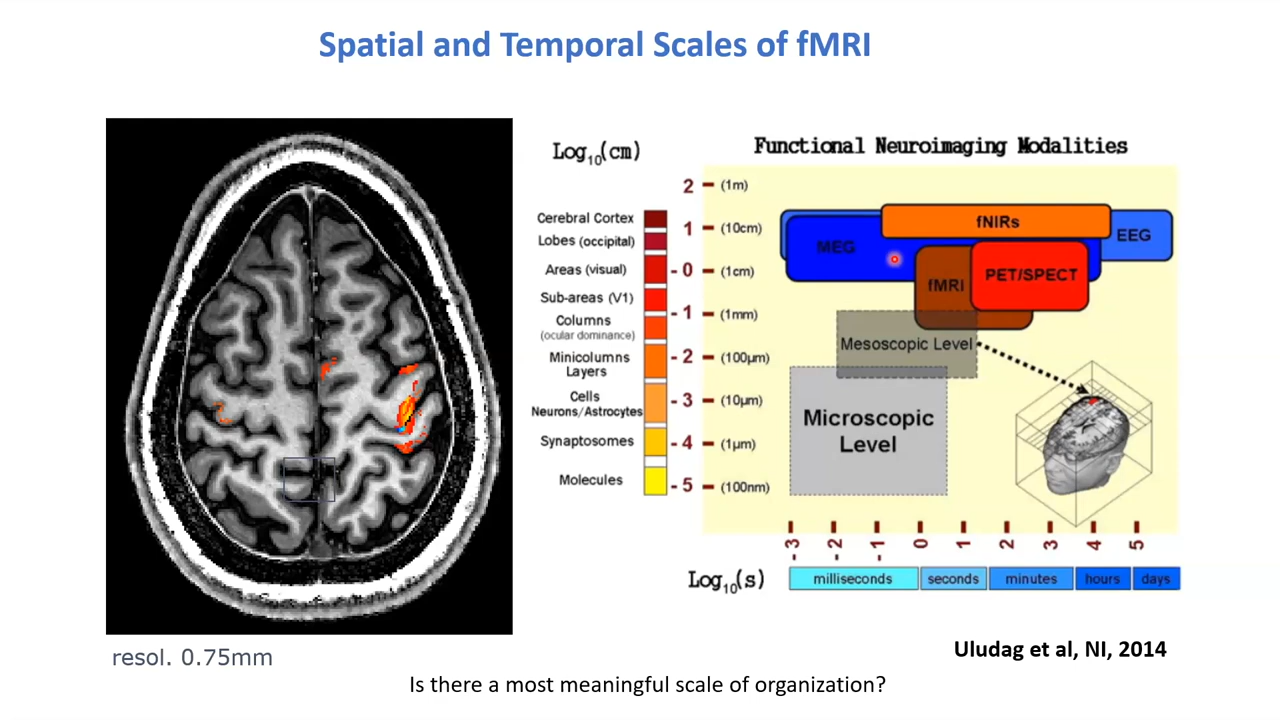 Spatial and Temporal Scales of fMRI
resol. 0.75mm
Log10(cm)
Functional Neuroimaging Modalities
Cerebral Cortex
Lobes (occipital)
Areas (visual)
Sub-areas (V1)
Columns
(ocular dominance)
Minicolumns
Layers
Cells
Neurons/Astrocytes
Synaptosomes
Molecules
2 (1m)
1 (10cm)
- 0 (1cm)
- 1 (1mm)
- 2 (100μm)
- 3 (10μm)
- 4 (1μm)
- 5 (100nm)
fNIRs
MEG
EEG
fMRI
PET/SPECT
Mesoscopic Level
Microscopic
Level
-3 -2 -1 0 1 2 3 4 5
Log10(s)
milliseconds seconds minutes hours days
Uludag et al, NI, 2014
Is there a most meaningful scale of organization?